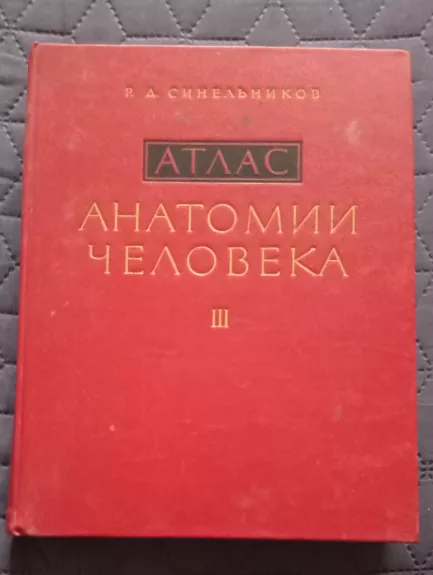 Р. Д. СИНЕЛЬНИКОВ
АТЛАС
АНАТОМИИ
ЧЕЛОВЕКА
III